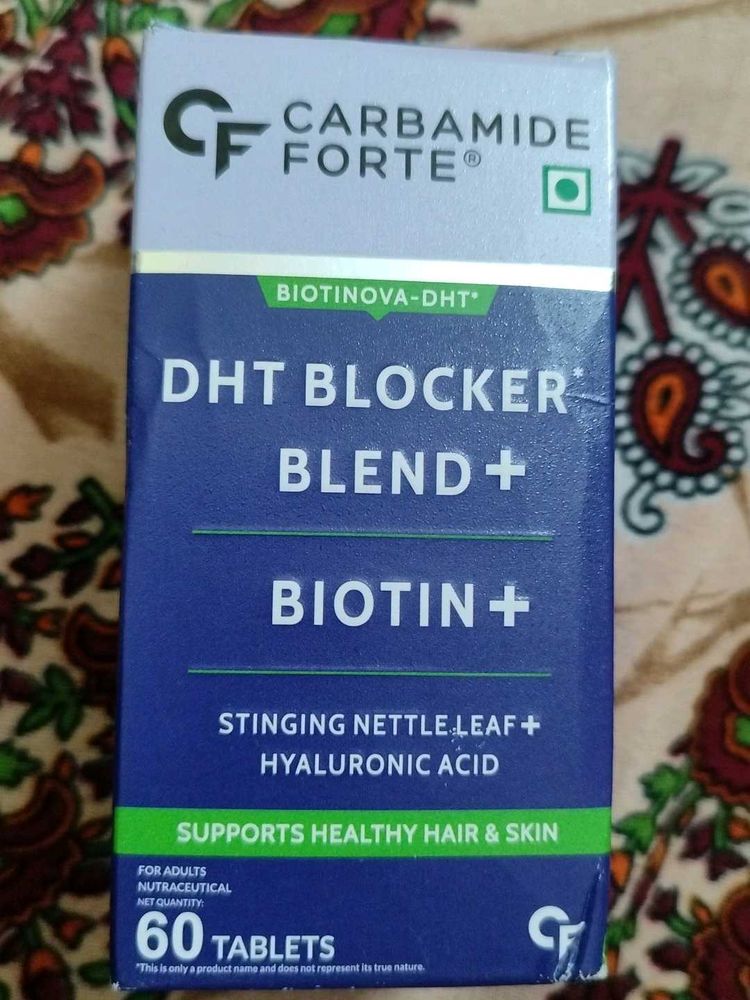 CARBAMIDE
FORTE®
BIOTINOVA-DHT*
DHT BLOCKER*
BLEND+
BIOTIN+
STINGING NETTLE LEAF+
HYALURONIC ACID
SUPPORTS HEALTHY HAIR & SKIN
FOR ADULTS
NUTRACEUTICAL
NET QUANTITY:
60 TABLETS
*This is only a product name and does not represent its true nature.
CF